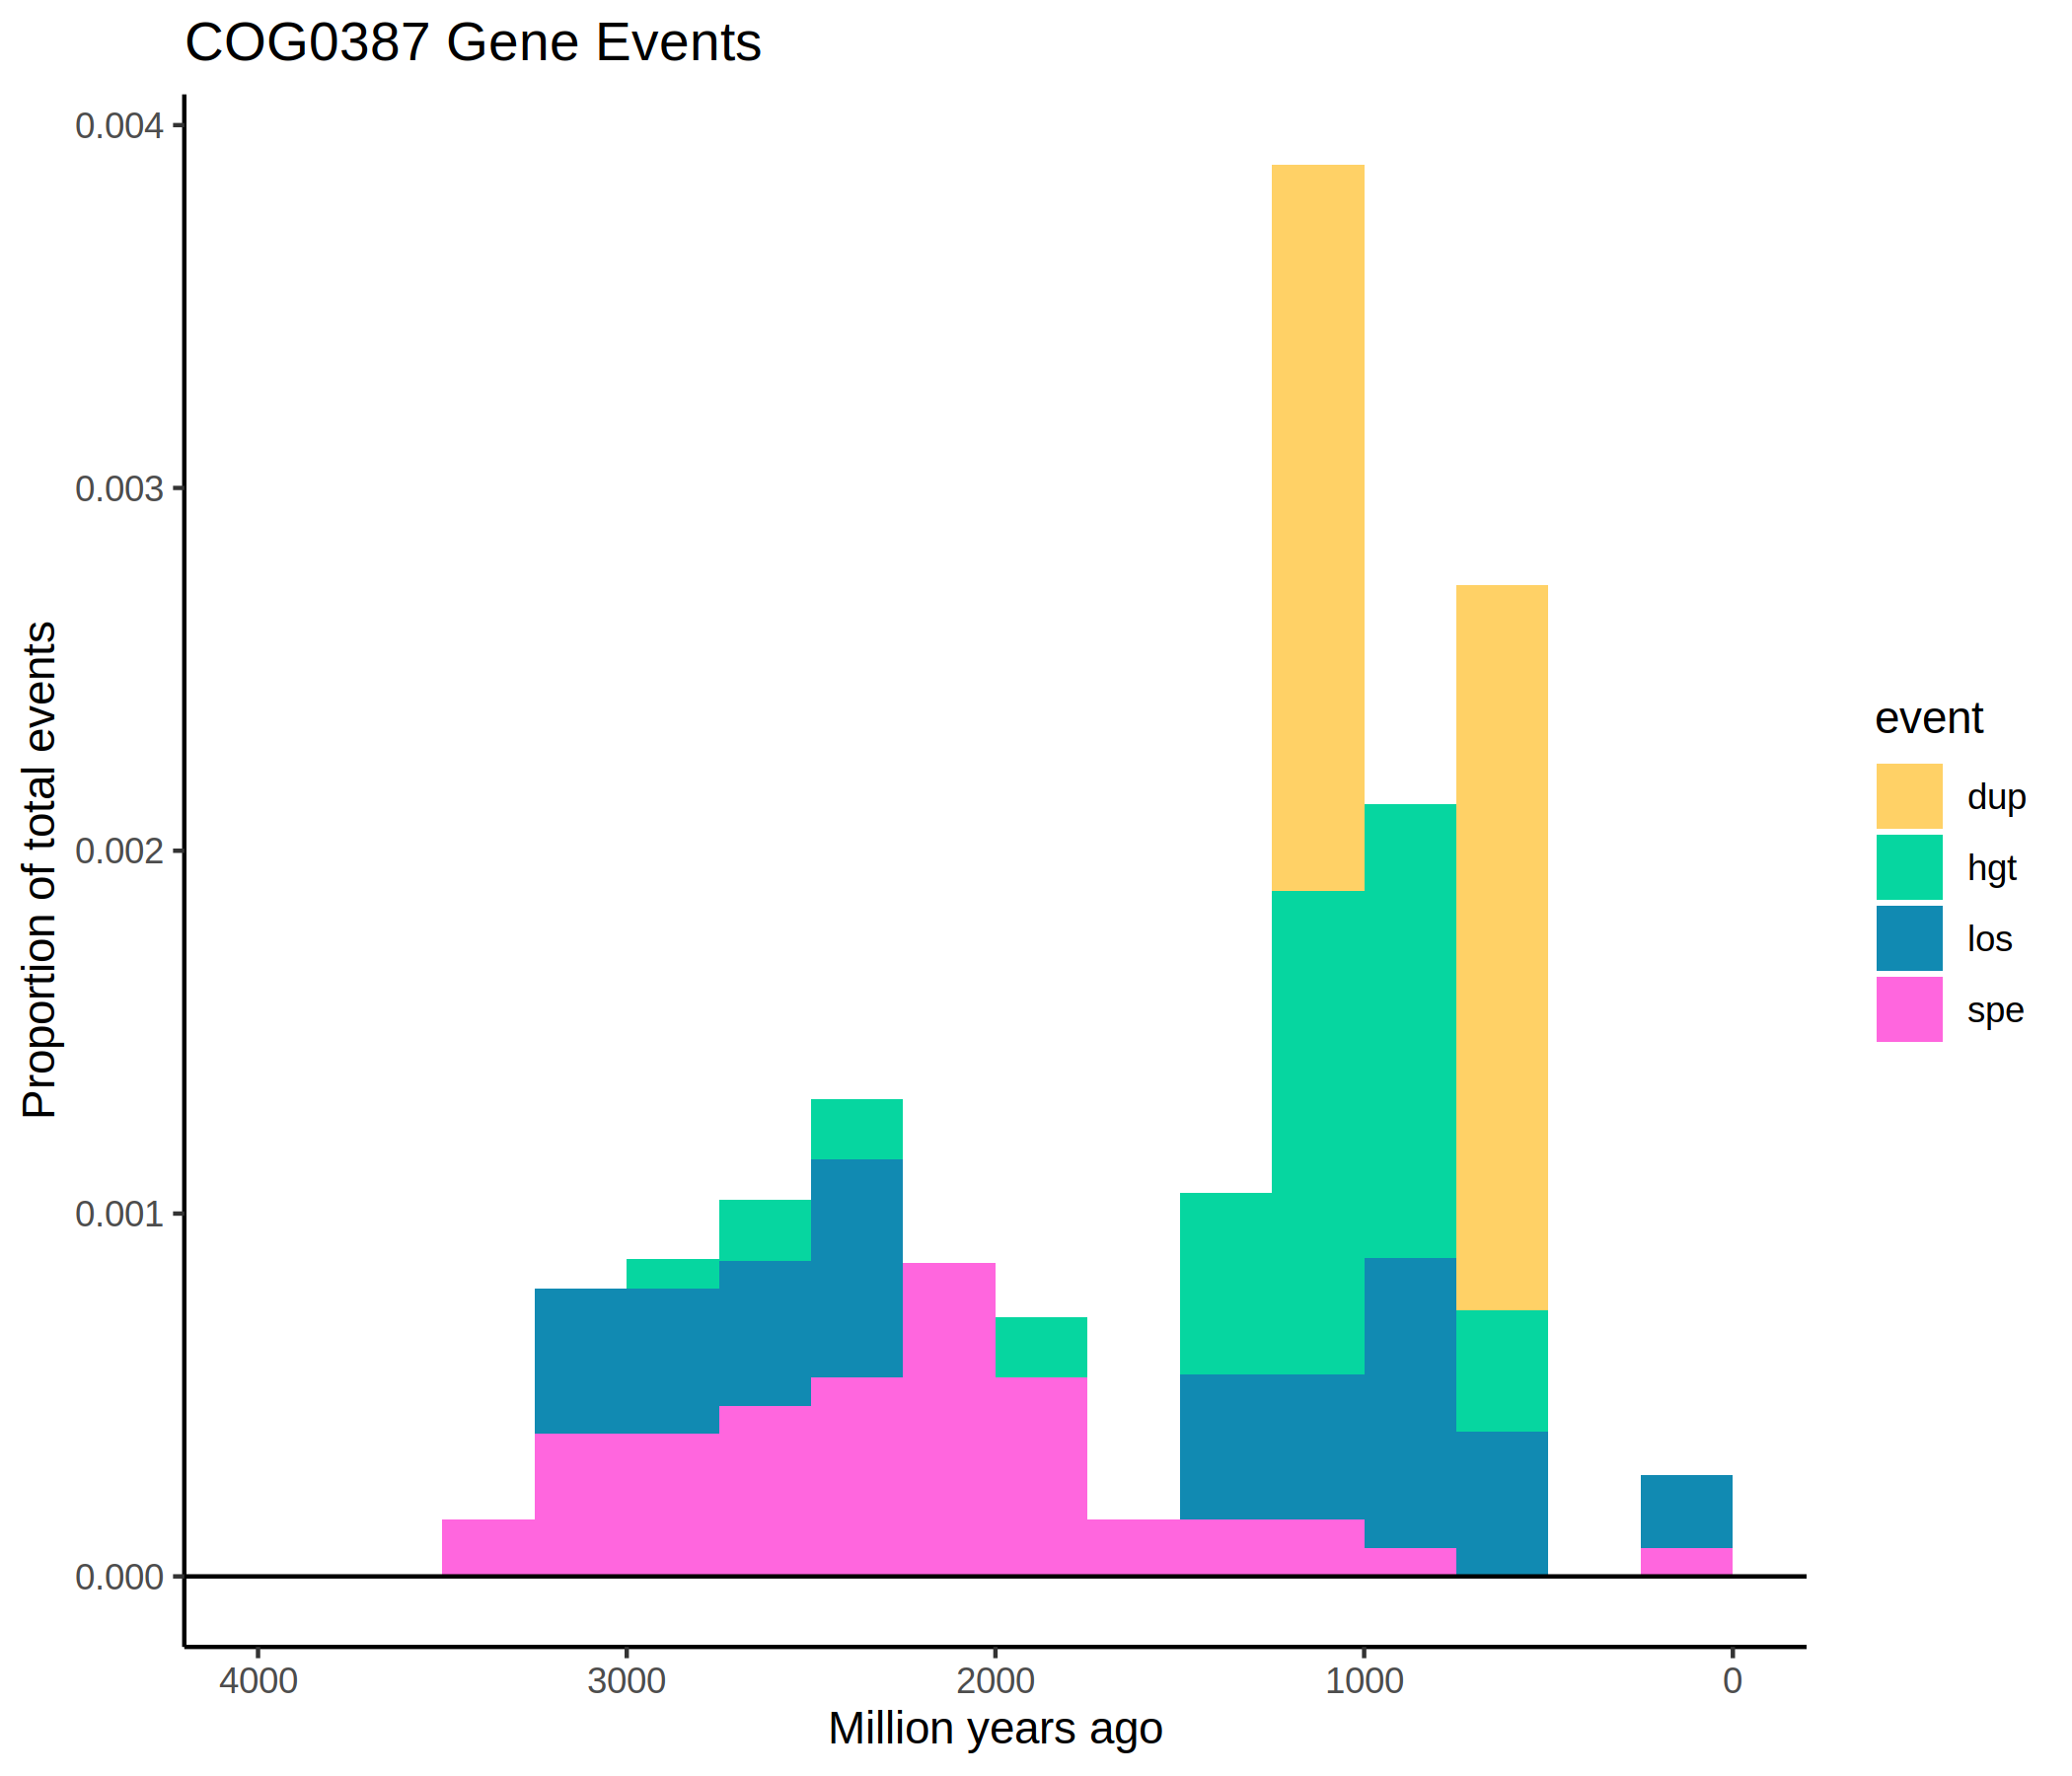 COG0387 Gene Events
0.004
0.003
0.002
0.001
0.000
Proportion of total events
4000 3000 2000 1000 0
Million years ago
event
dup
hgt
los
spe